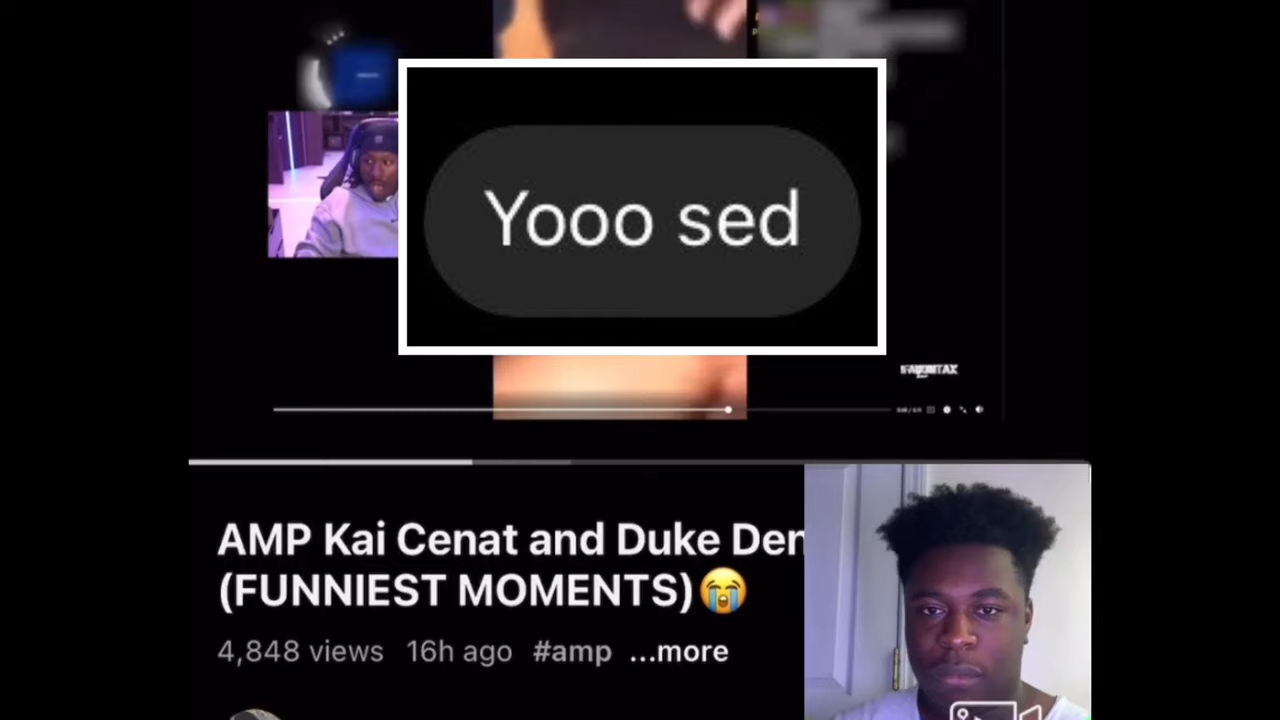 Yooo sed
AMP Kai Cenat and Duke Den
(FUNNIEST MOMENTS)😭
4,848 views 16h ago #amp ...more